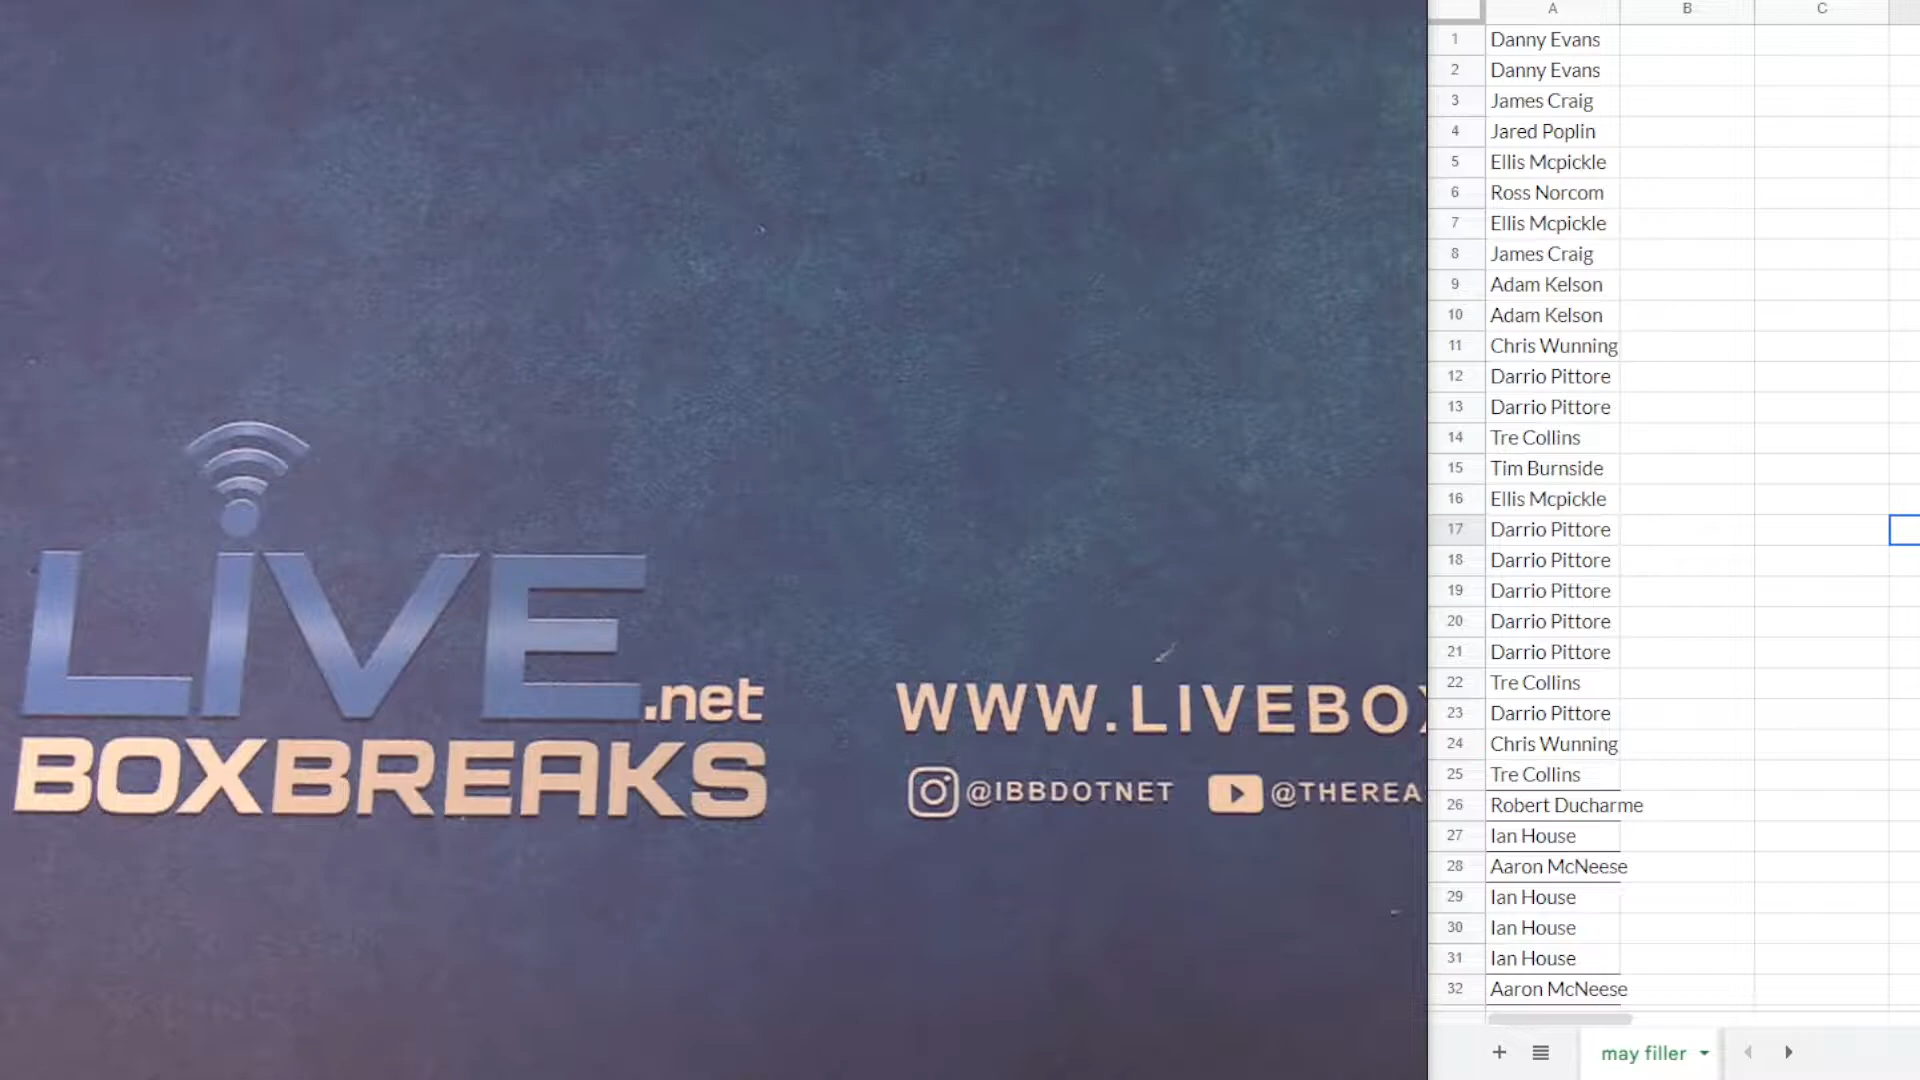 LIVE
.net
BOXBREAKS
WWW.LIVEBO
@IBBDOTNET @THEREA
A B C
1 Danny Evans
2 Danny Evans
3 James Craig
4 Jared Poplin
5 Ellis Mcpickle
6 Ross Norcom
7 Ellis Mcpickle
8 James Craig
9 Adam Kelson
10 Adam Kelson
11 Chris Wunning
12 Darrio Pittore
13 Darrio Pittore
14 Tre Collins
15 Tim Burnside
16 Ellis Mcpickle
17 Darrio Pittore
18 Darrio Pittore
19 Darrio Pittore
20 Darrio Pittore
21 Darrio Pittore
22 Tre Collins
23 Darrio Pittore
24 Chris Wunning
25 Tre Collins
26 Robert Ducharme
27 Ian House
28 Aaron McNeese
29 Ian House
30 Ian House
31 Ian House
32 Aaron McNeese
may filler